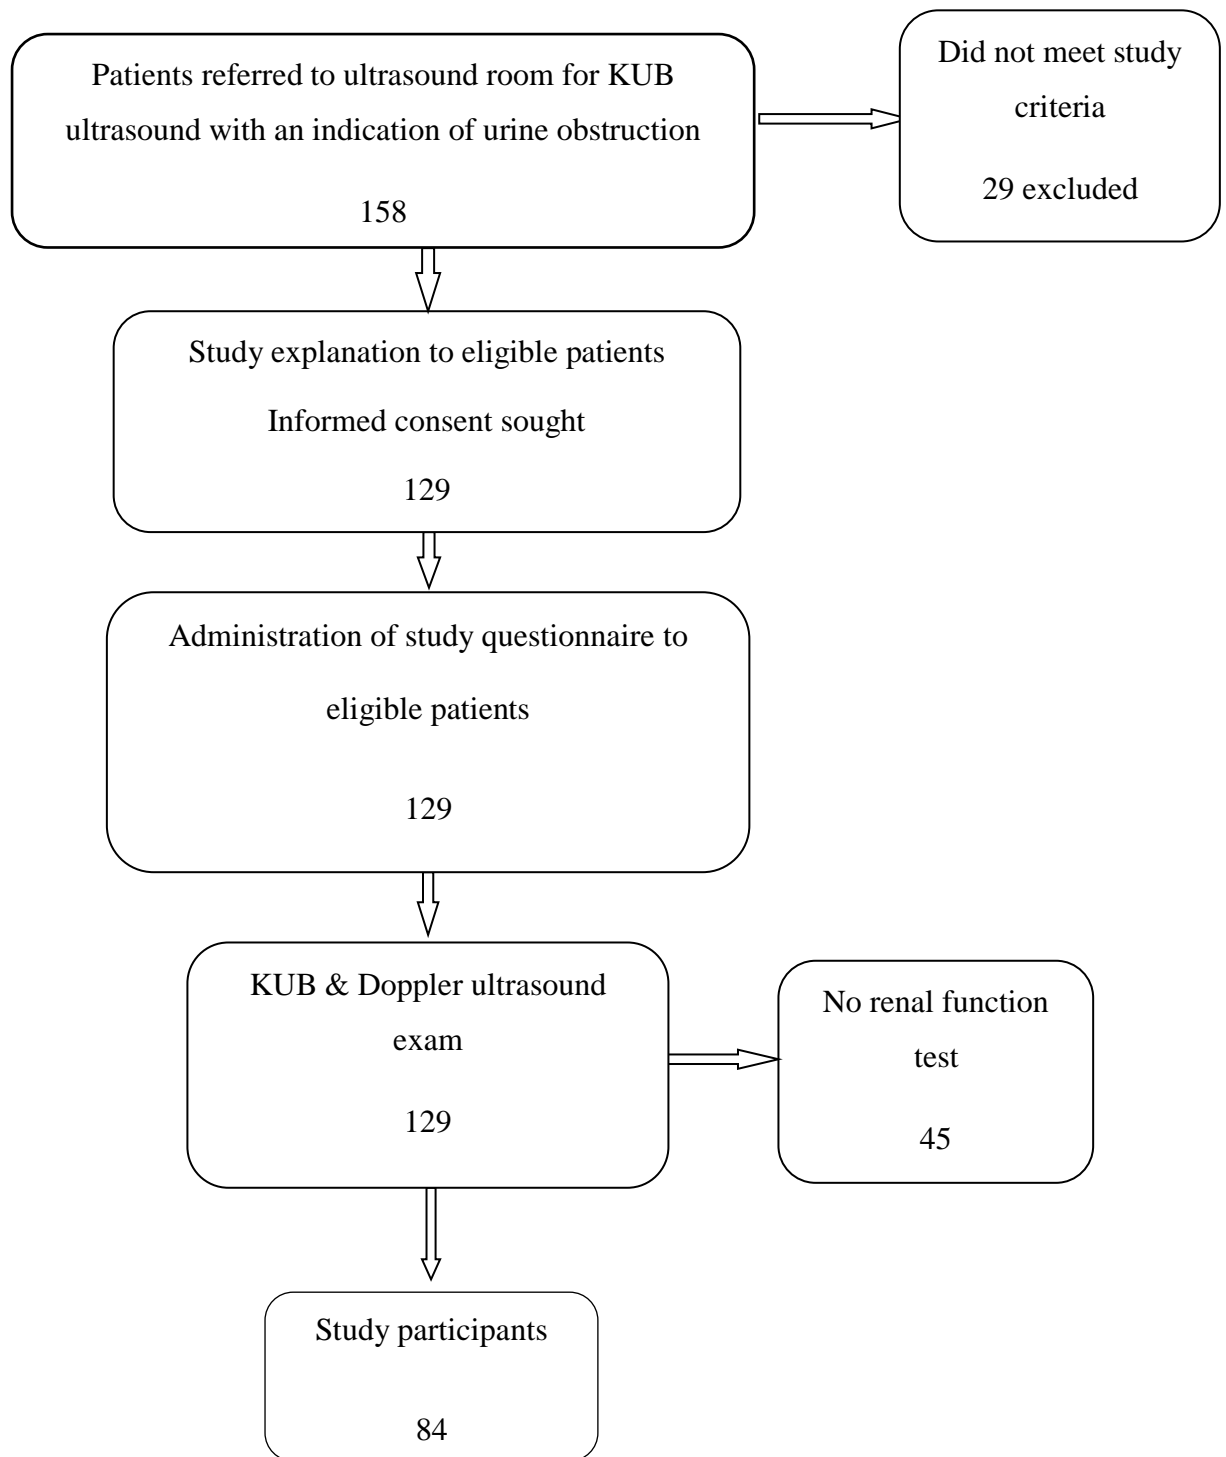 Patients referred to ultrasound room for KUB
ultrasound with an indication of urine obstruction
158
Did not meet study
criteria
29 excluded
Study explanation to eligible patients
Informed consent sought
129
Administration of study questionnaire to
eligible patients
129
KUB & Doppler ultrasound
exam
129
No renal function
test
45
Study participants
84